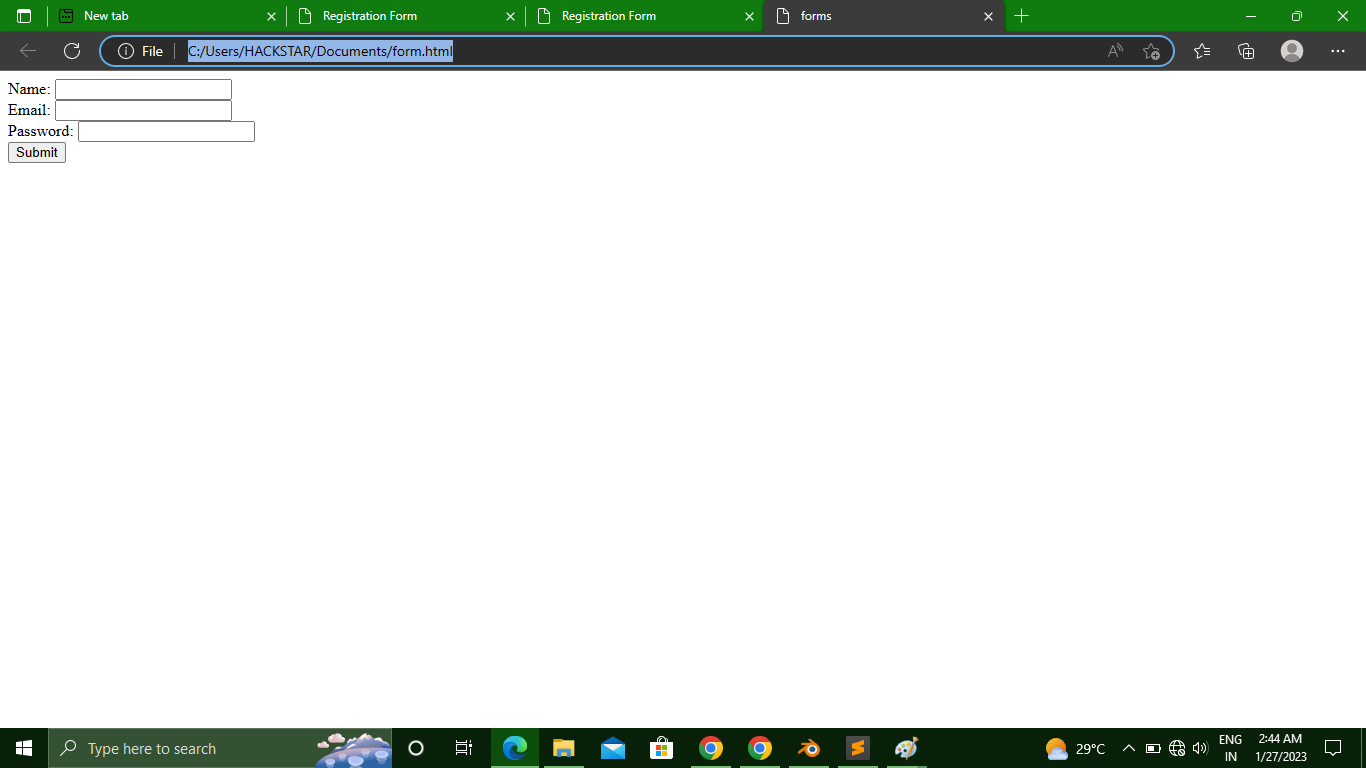 New tab
Registration Form
Registration Form
forms
File
C:/Users/HACKSTAR/Documents/form.html
Name:
Email:
Password:
Submit
Type here to search
29°C
ENG
IN
2:44 AM
1/27/2023